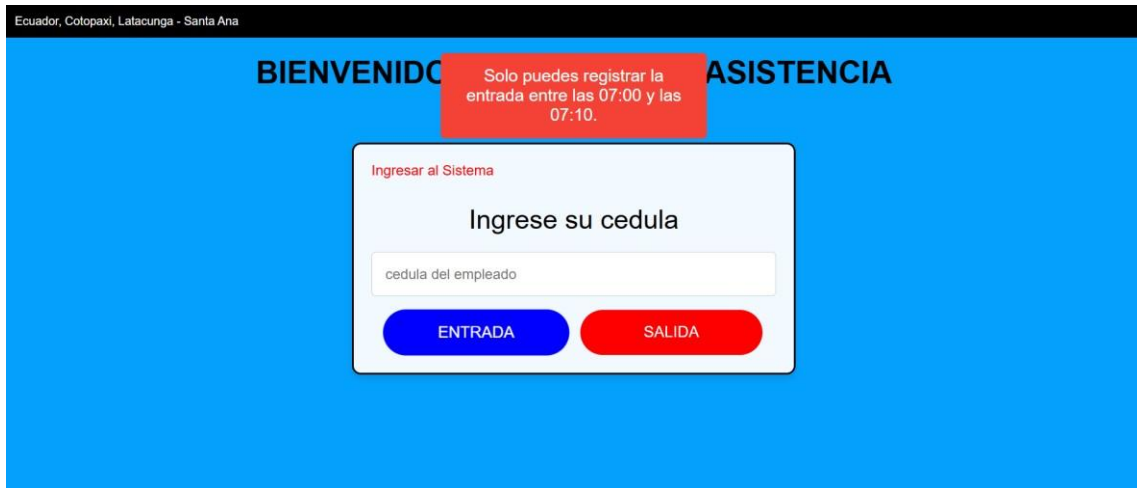 Ecuador, Cotopaxi, Latacunga - Santa Ana
BIENVENIDO ASISTENCIA
Solo puedes registrar la
entrada entre las 07:00 y las
07:10.
Ingresar al Sistema
Ingrese su cedula
cedula del empleado
ENTRADA SALIDA